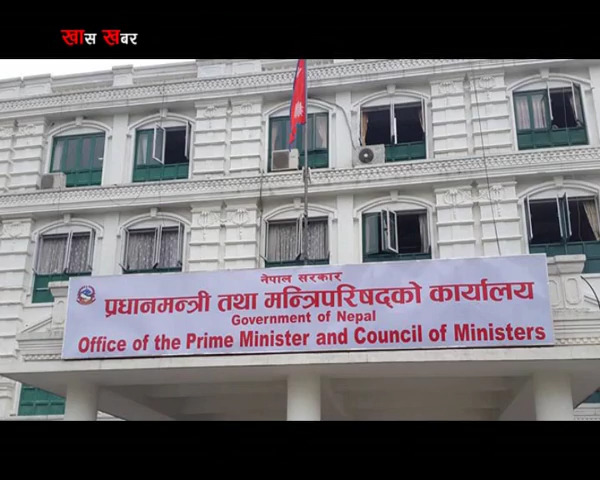 खास खबर
नेपाल सरकार
प्रधानमन्त्री तथा मन्त्रिपरिषद्को कार्यालय
Government of Nepal
Office of the Prime Minister and Council of Ministers